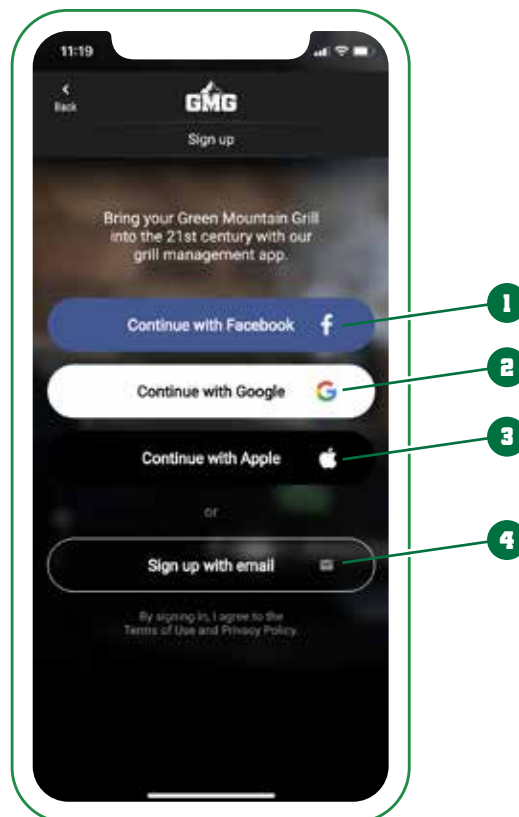 11:19
Back
GMG
Sign up
Bring your Green Mountain Grill
into the 21st century with our
grill management app.
Continue with Facebook
1
Continue with Google
2
Continue with Apple
3
or
Sign up with email
4
By signing in, I agree to the
Terms of Use and Privacy Policy.